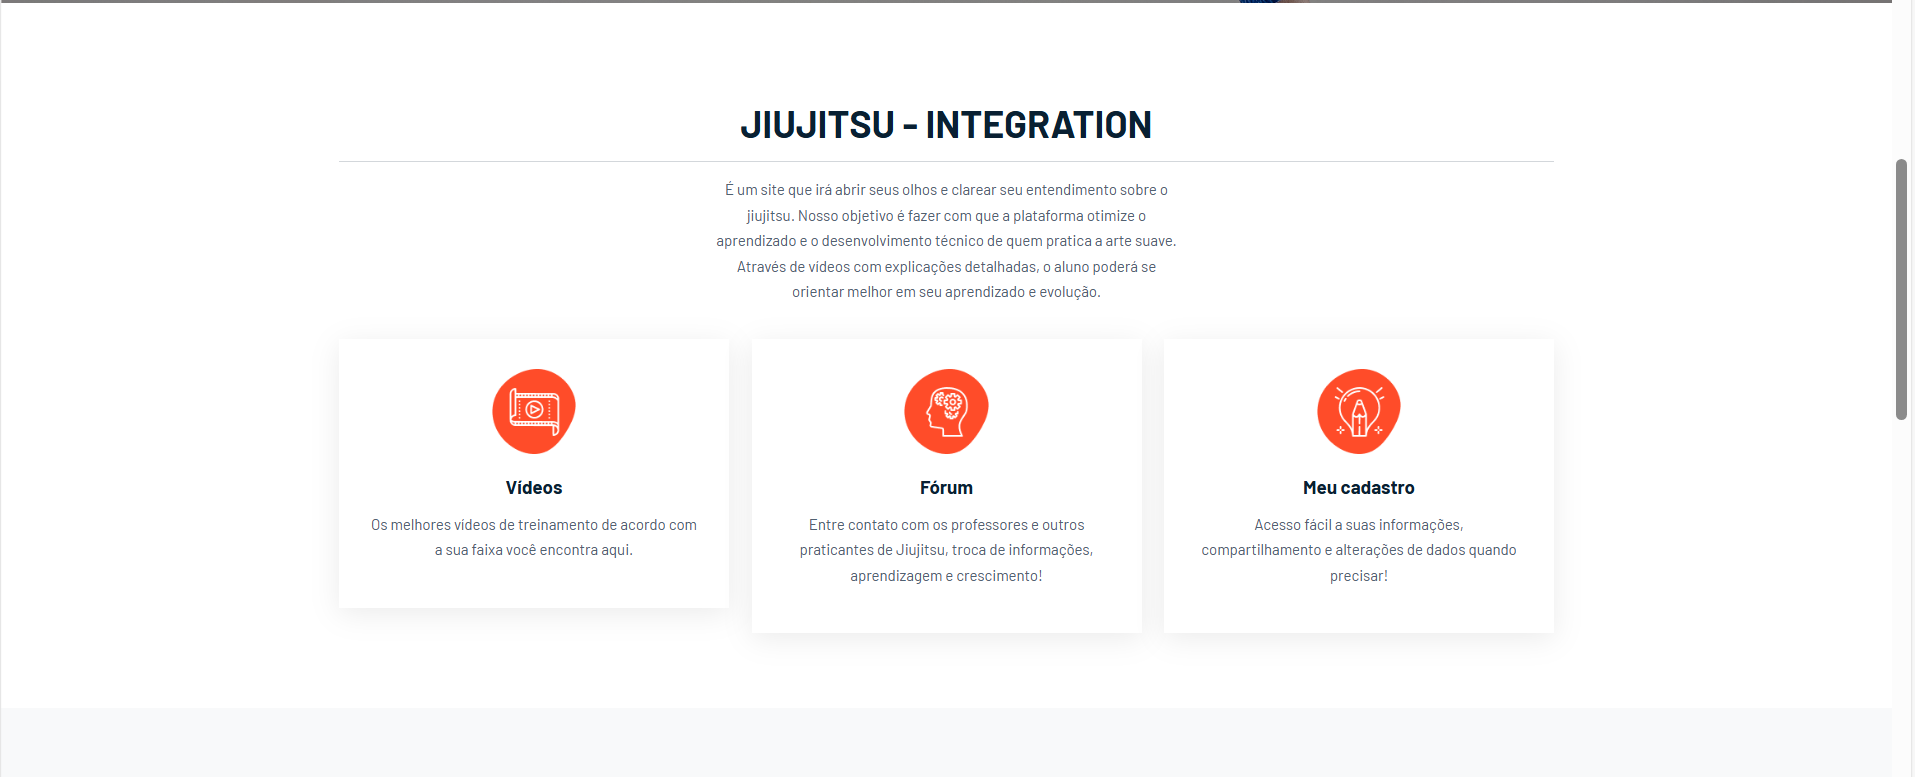 JIUJITSU - INTEGRATION
É um site que irá abrir seus olhos e clarear seu entendimento sobre o
jiujitsu. Nosso objetivo é fazer com que a plataforma otimize o
aprendizado e o desenvolvimento técnico de quem pratica a arte suave.
Através de vídeos com explicações detalhadas, o aluno poderá se
orientar melhor em seu aprendizado e evolução.
Vídeos
Os melhores vídeos de treinamento de acordo com
a sua faixa você encontra aqui.
Fórum
Entre contato com os professores e outros
praticantes de Jiujitsu, troca de informações,
aprendizagem e crescimento!
Meu cadastro
Acesso fácil a suas informações,
compartilhamento e alterações de dados quando
precisar!